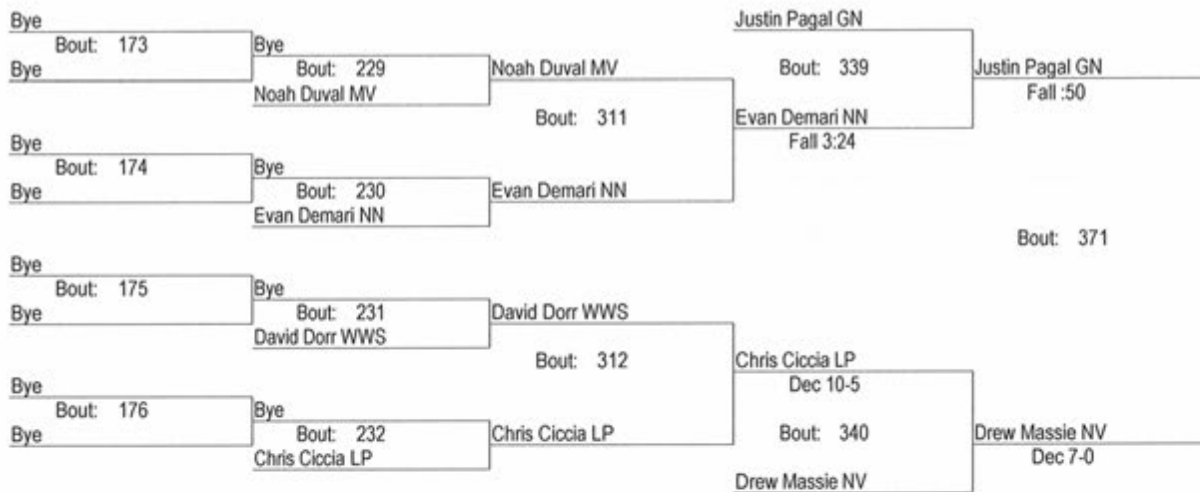 Bye
Bout: 173
Bye
Bye
Bout: 229
Noah Duval MV
Noah Duval MV
Bout: 311
Bye
Bout: 174
Bye
Bye
Bout: 230
Evan Demari NN
Evan Demari NN
Justin Pagal GN
Bout: 339
Evan Demari NN
Fall 3:24
Justin Pagal GN
Fall :50
Bout: 371
Bye
Bout: 175
Bye
Bye
Bout: 231
David Dorr WWS
David Dorr WWS
Bout: 312
Bye
Bout: 176
Bye
Bye
Bout: 232
Chris Ciccia LP
Chris Ciccia LP
Chris Ciccia LP
Dec 10-5
Bout: 340
Drew Massie NV
Drew Massie NV
Dec 7-0